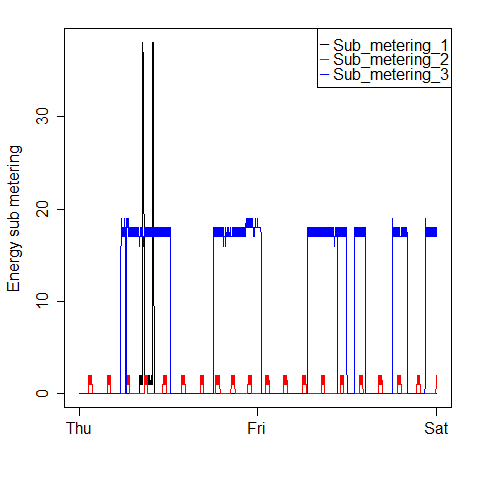 Sub_metering_1
Sub_metering_2
Sub_metering_3
Energy sub metering
30
20
10
0
Thu
Fri
Sat